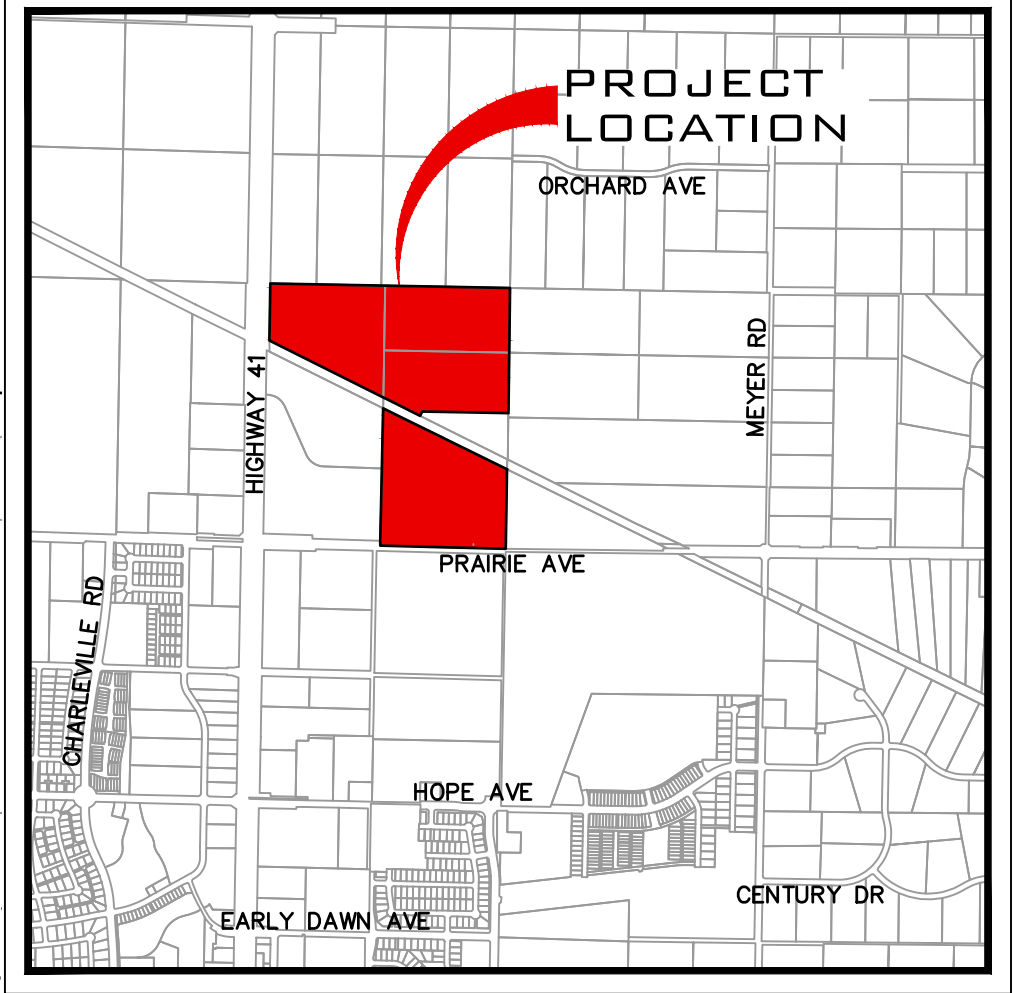 PROJECT
LOCATION
ORCHARD AVE
MEYER RD
HIGHWAY 41
PRAIRIE AVE
CHARLEVILLE RD
HOPE AVE
CENTURY DR
EARLY DAWN AVE